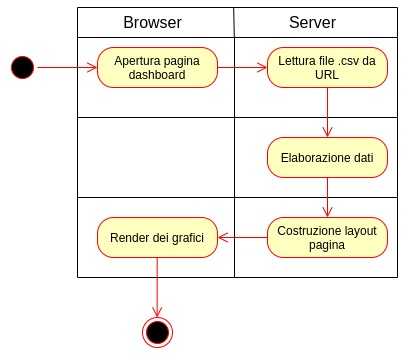 Browser
Server
Apertura pagina
dashboard
Lettura file .csv da
URL
Elaborazione dati
Render dei grafici
Costruzione layout
pagina